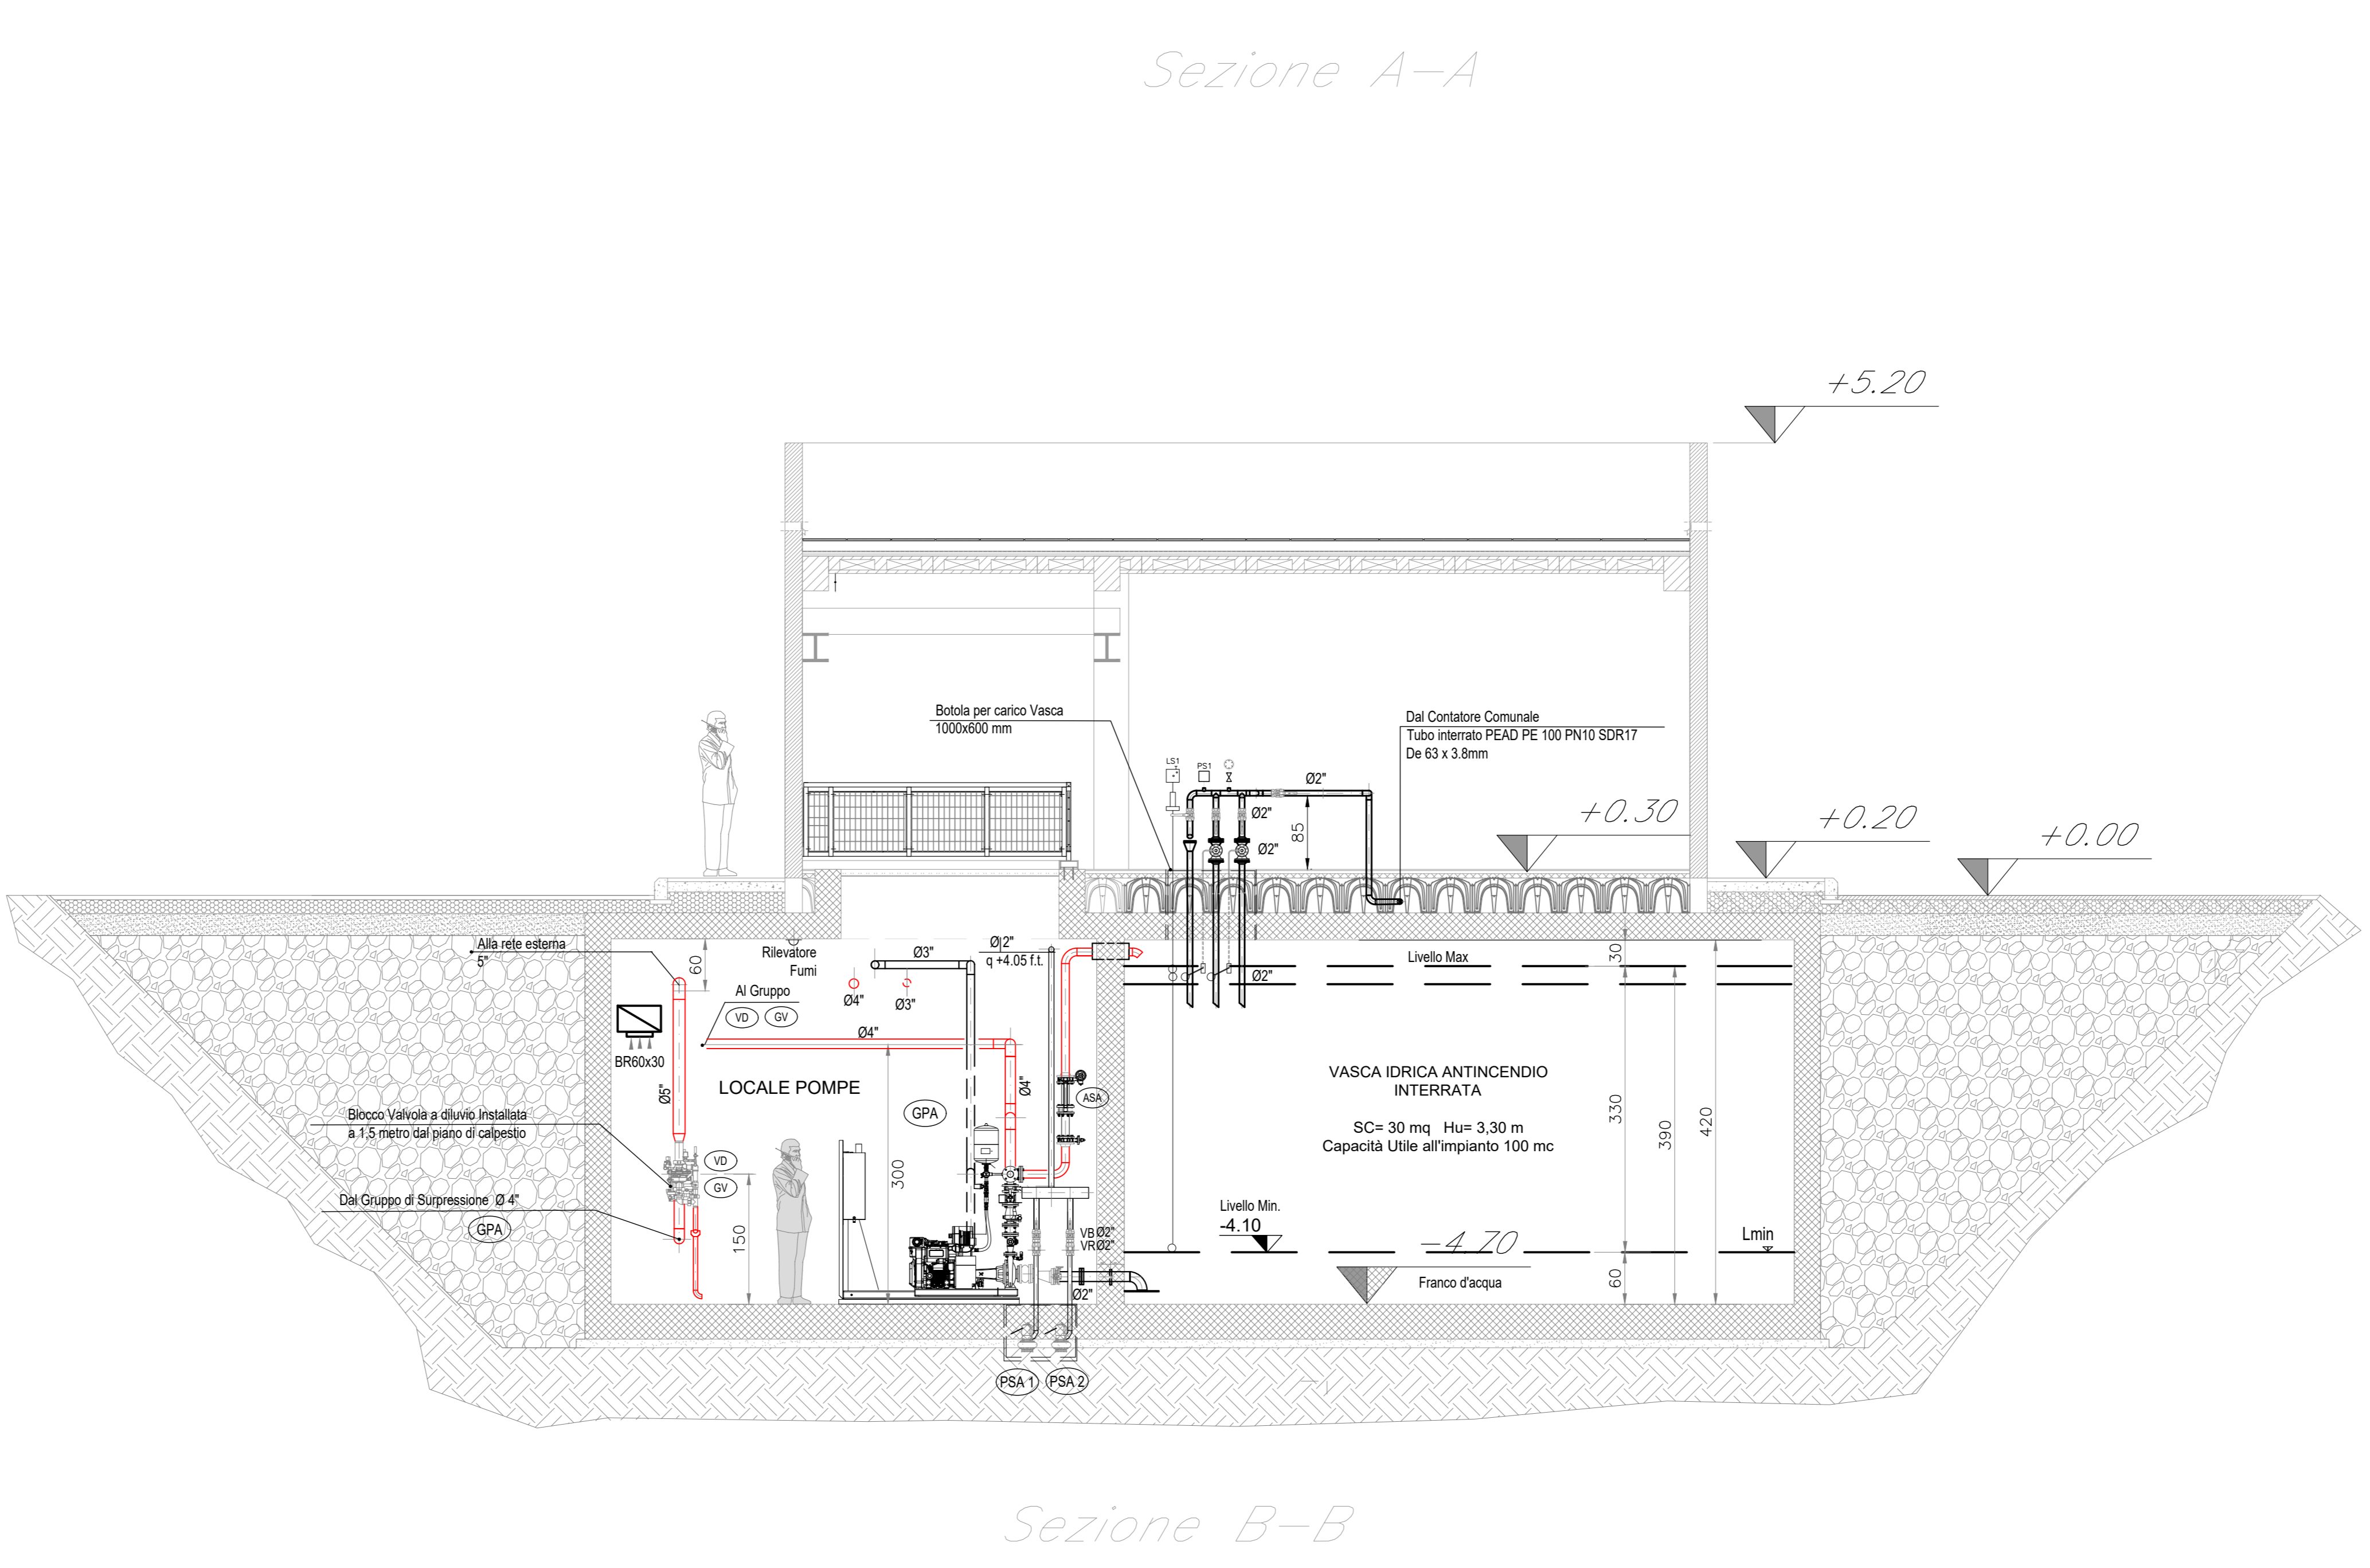 Sezione A-A
+5.20
Botola per carico Vasca
1000x600 mm
Dal Contatore Comunale
Tubo interrato PEAD PE 100 PN10 SDR17
De 63 x 3.8mm
LS1
PS1
Ø2"
Ø2"
Ø2"
85
+0.30
+0.20
+0.00
Alla rete esterna
5"
60
Rilevatore
Fumi
Ø3"
Ø2"
q +4.05 f.t.
Livello Max
30
Ø4"
Ø3"
Ø2"
Al Gruppo
VD
GV
Ø4"
BR60x30
Ø5"
LOCALE POMPE
GPA
Ø4"
ASA
VASCA IDRICA ANTINCENDIO
INTERRATA
SC= 30 mq Hu= 3,30 m
Capacità Utile all'impianto 100 mc
330
390
420
Blocco Valvola a diluvio Installata
a 1,5 metro dal piano di calpestio
VD
GV
300
150
Dal Gruppo di Surpressione Ø 4"
GPA
VB Ø2"
VR Ø2"
Ø2"
Livello Min.
-4.10
-4.70
Lmin
Franco d'acqua
60
PSA 1
PSA 2
Sezione B-B